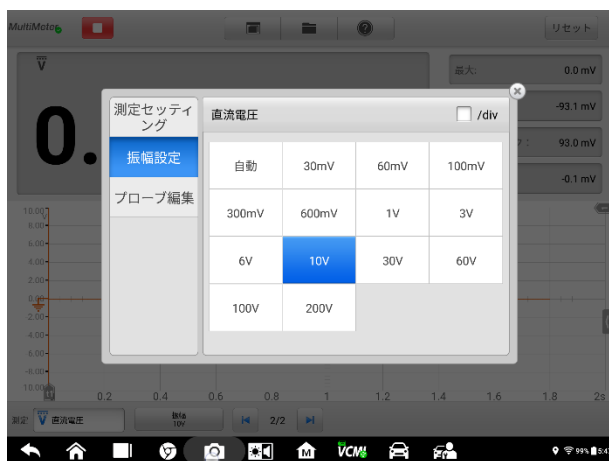 MultiMeter
リセット
V
最大:
0.0 mV
測定セッティ
ング
直流電圧
/div
-93.1 mV
0.
振幅設定
自動
30mV
60mV
100mV
93.0 mV
プローブ編集
-0.1 mV
300mV
600mV
1V
3V
10.00
V
8.00
6.00
4.00
2.00
6V
10V
30V
60V
0.00
2.00
-4.00
6.00
-8.00
10.00
100V
200V
0.2
0.4
0.6
0.8
1
1.2
1.4
1.6
1.8
2s
測定:
V
直流電圧
振幅
10V
2/2
M
VCMI
99%
5:4